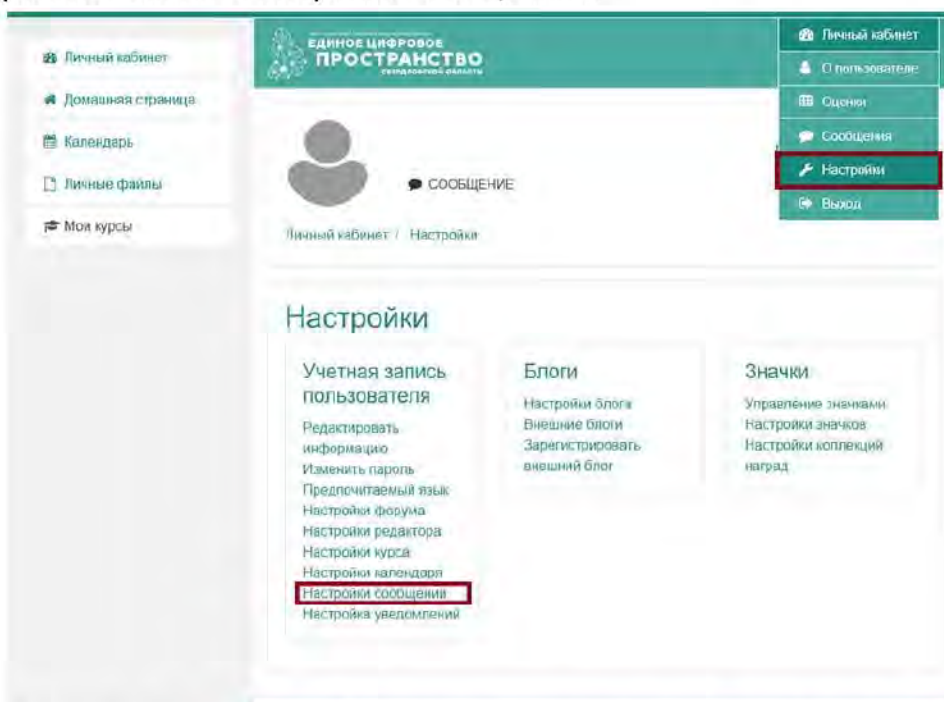 Личный кабинет
Домашняя страница
Календарь
Личные файлы
Мои курсы
ЕДИНОЕ ЦИФРОВОЕ
ПРОСТРАНСТВО
СВЕРДЛОВСКОЙ ОБЛАСТИ
Личный кабинет
О пользователе
Оценки
Сообщения
Настройки
Выход
СООБЩЕНИЕ
Личный кабинет / Настройки
Настройки
Учетная запись
пользователя
Редактировать
информацию
Изменить пароль
Предпочитаемый язык
Настройки форума
Настройки редактора
Настройки курса
Настройки календаря
Настройки сообщений
Настройка уведомлений
Блоги
Настройки блога
Внешние блоги
Зарегистрировать
внешний блог
Значки
Управление значками
Настройки значков
Настройки коллекций
наград